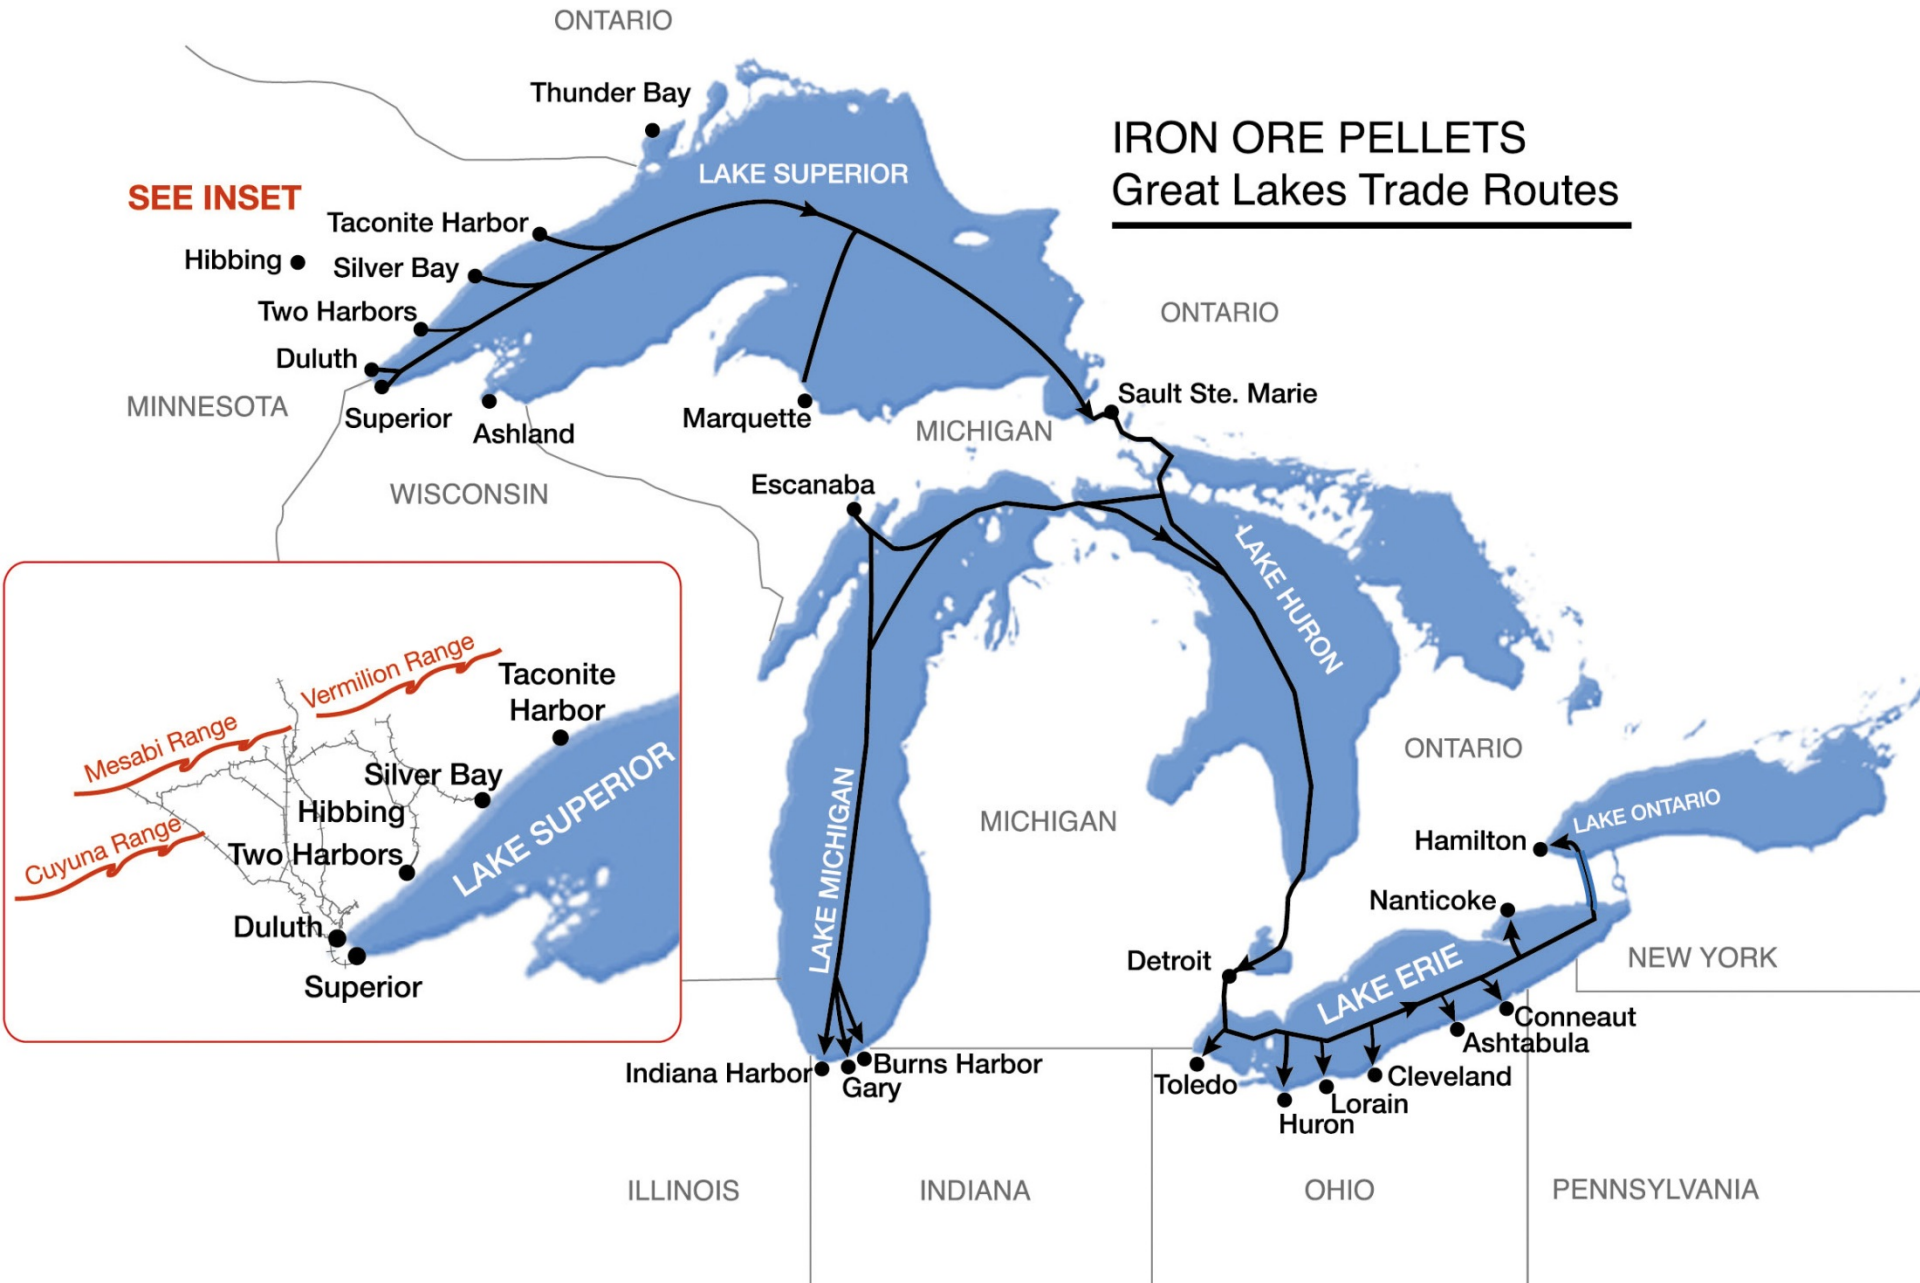 ONTARIO
Thunder Bay
IRON ORE PELLETS
Great Lakes Trade Routes
LAKE SUPERIOR
SEE INSET
Taconite Harbor
Hibbing
Silver Bay
Two Harbors
ONTARIO
Duluth
MINNESOTA
Superior
Ashland
Marquette
Sault Ste. Marie
MICHIGAN
WISCONSIN
Escanaba
LAKE HURON
Vermilion Range
Taconite
Harbor
Mesabi Range
Silver Bay
Hibbing
LAKE SUPERIOR
Cuyuna Range
Two Harbors
Duluth
Superior
LAKE MICHIGAN
MICHIGAN
ONTARIO
LAKE ONTARIO
Hamilton
Nanticoke
NEW YORK
Detroit
LAKE ERIE
Conneaut
Ashtabula
Indiana Harbor
Burns Harbor
Gary
Toledo
Cleveland
Lorain
Huron
ILLINOIS
INDIANA
OHIO
PENNSYLVANIA